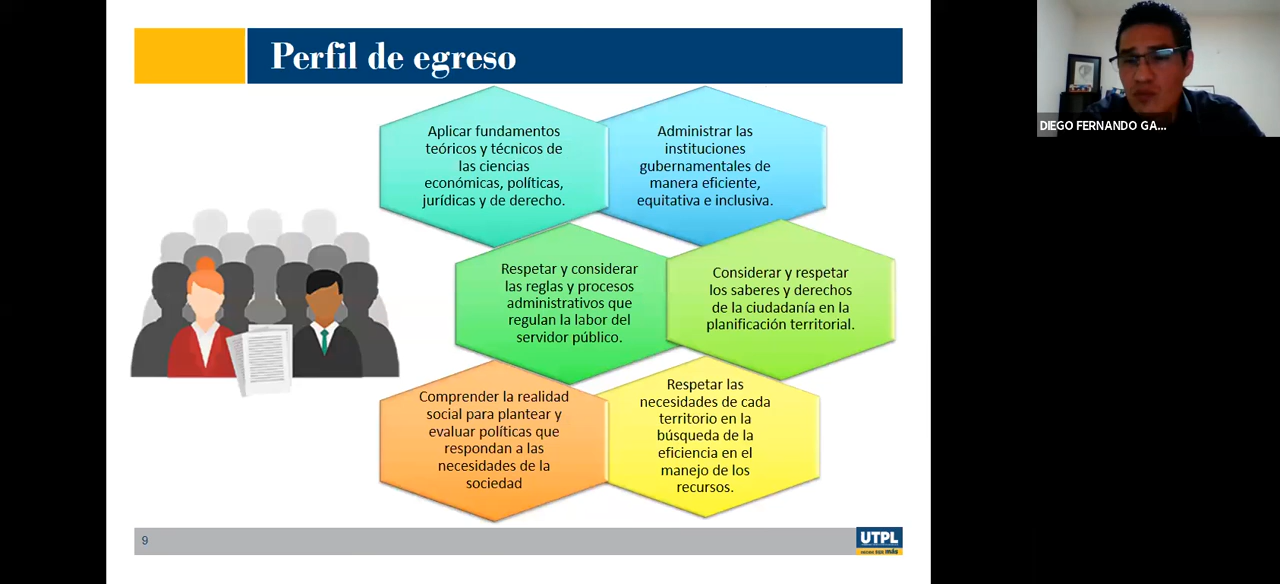 Perfil de egreso
Aplicar fundamentos
teóricos y técnicos de
las ciencias
económicas, políticas,
jurídicas y de derecho.
Administrar las
instituciones
gubernamentales de
manera eficiente,
equitativa e inclusiva.
Respetar y considerar
las reglas y procesos
administrativos que
regulan la labor del
servidor público.
Considerar y respetar
los saberes y derechos
de la ciudadanía en la
planificación territorial.
Comprender la realidad
social para plantear y
evaluar políticas que
respondan a las
necesidades de la
sociedad
Respetar las
necesidades de cada
territorio en la
búsqueda de la
eficiencia en el
manejo de los
recursos.
9
UTPL
DECIDE SER más
DIEGO FERNANDO GA...